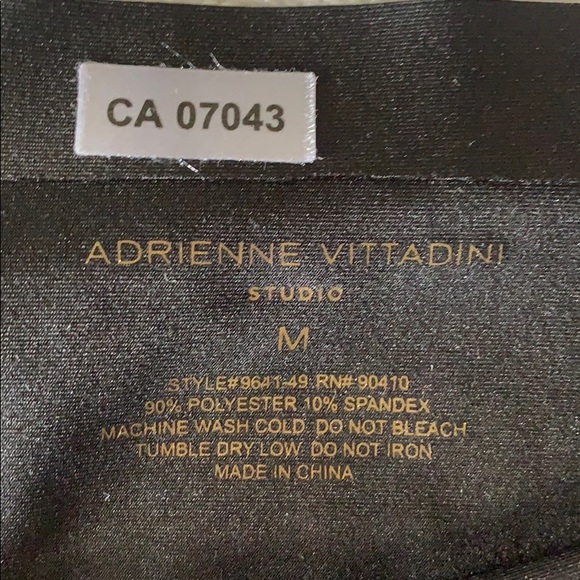 CA 07043
ADRIENNE VITTADINI
STUDIO
M
STYLE#9641-49 RN# 90410
90% POLYESTER 10% SPANDEX
MACHINE WASH COLD DO NOT BLEACH
TUMBLE DRY LOW DO NOT IRON
MADE IN CHINA